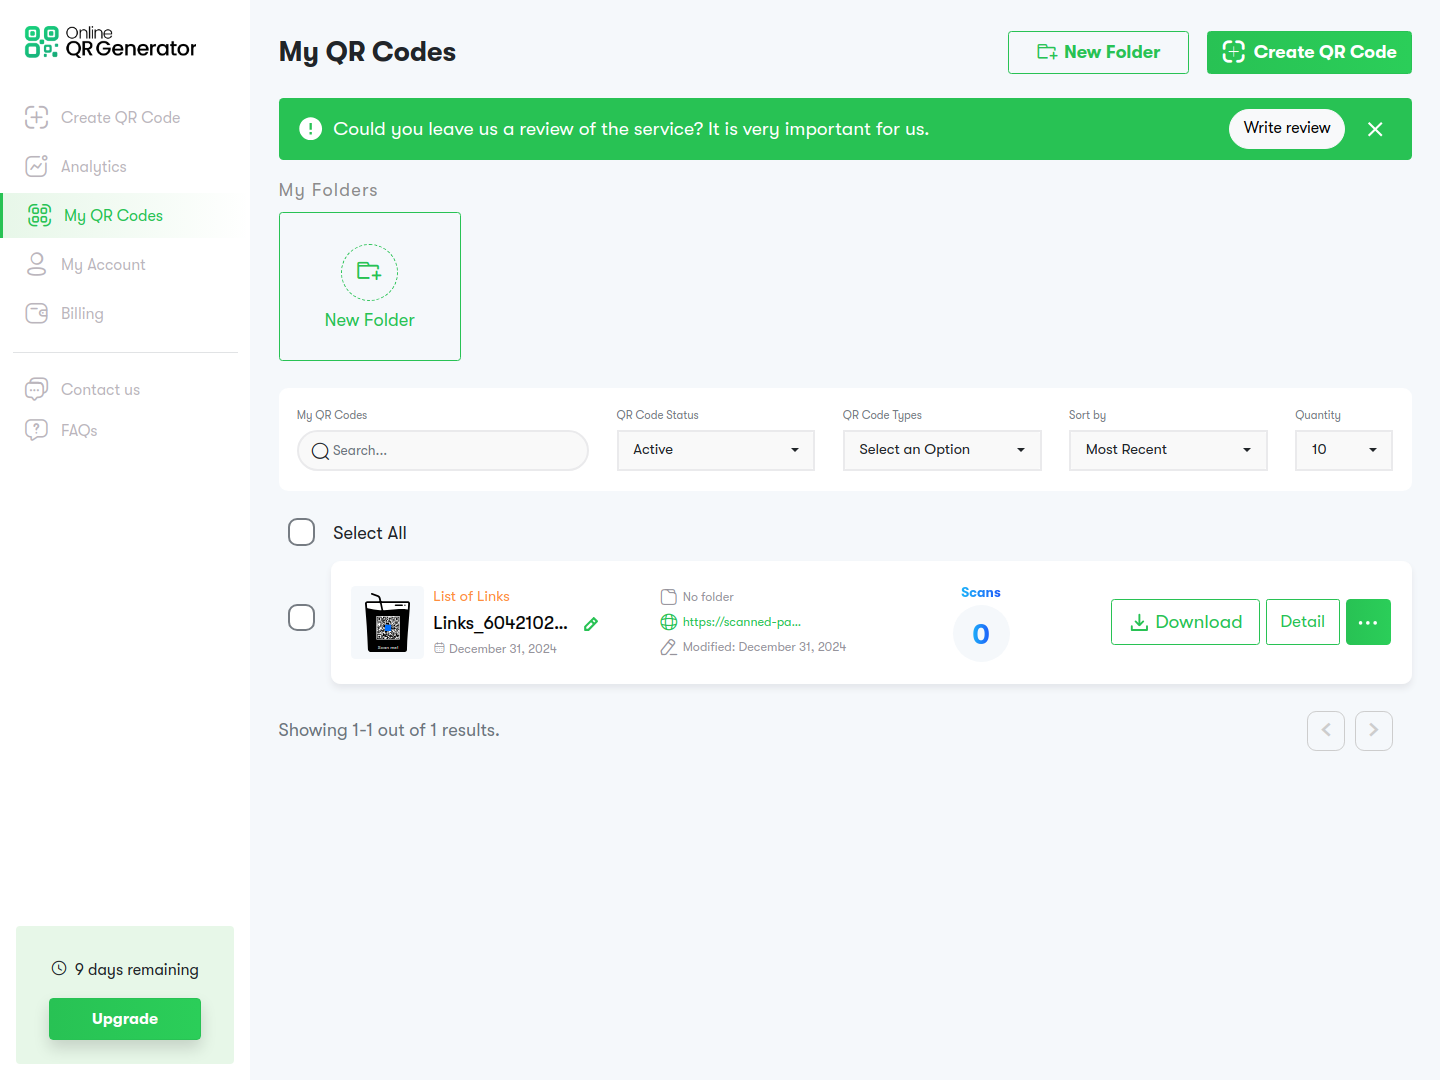 Online
QR Generator
Create QR Code
Analytics
My QR Codes
My Account
Billing
Contact us
FAQs
9 days remaining
Upgrade
My QR Codes
New Folder
Create QR Code
Could you leave us a review of the service? It is very important for us.
Write review
My Folders
New Folder
My QR Codes
Search...
QR Code Status
Active
QR Code Types
Select an Option
Sort by
Most Recent
Quantity
10
Select All
Scan me!
List of Links
Links_6042102...
December 31, 2024
No folder
https://scanned-pa...
Modified: December 31, 2024
Scans
0
Download
Detail
Showing 1-1 out of 1 results.